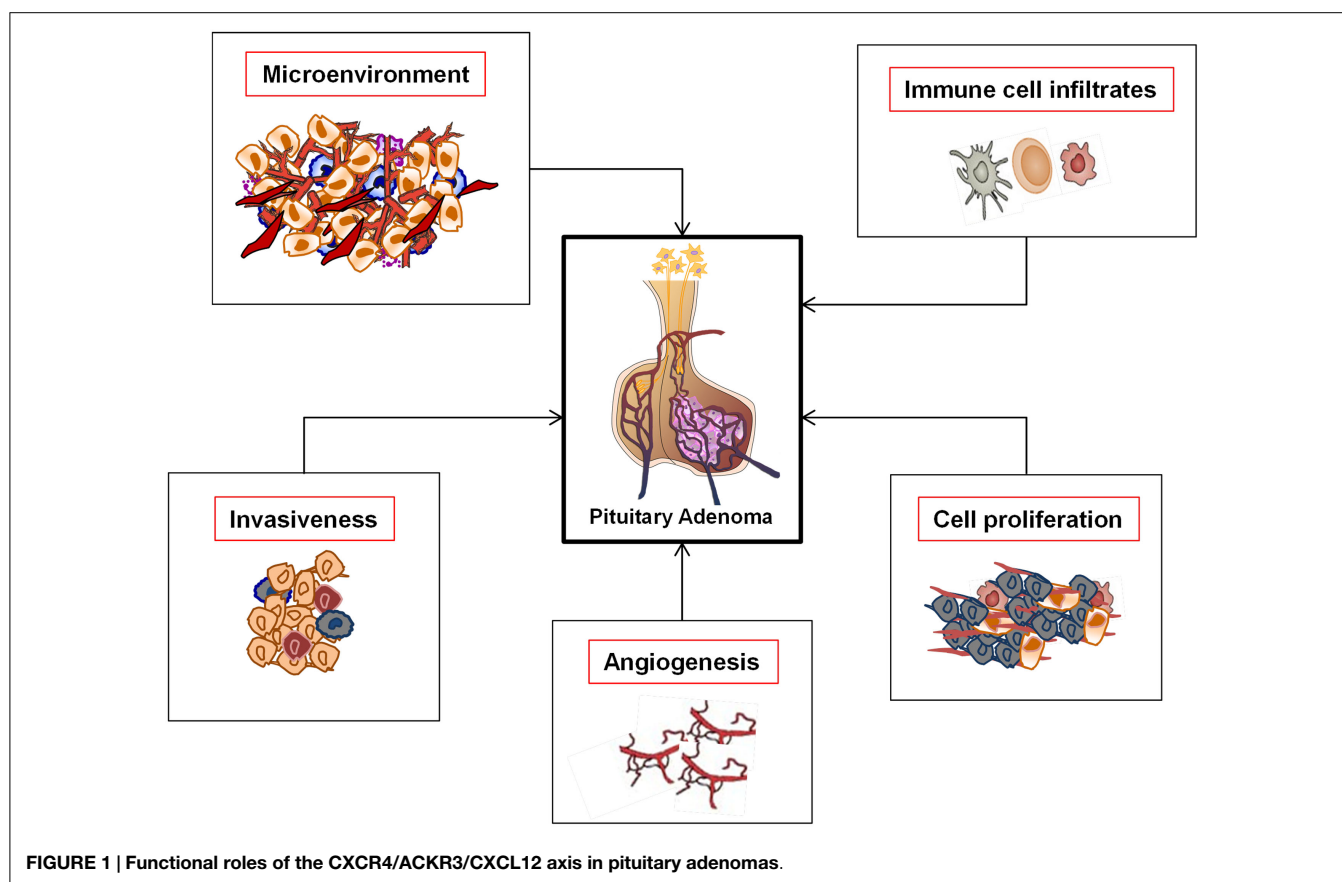 Microenvironment
Immune cell infiltrates
Pituitary Adenoma
Invasiveness
Cell proliferation
Angiogenesis
FIGURE 1 | Functional roles of the CXCR4/ACKR3/CXCL12 axis in pituitary adenomas.